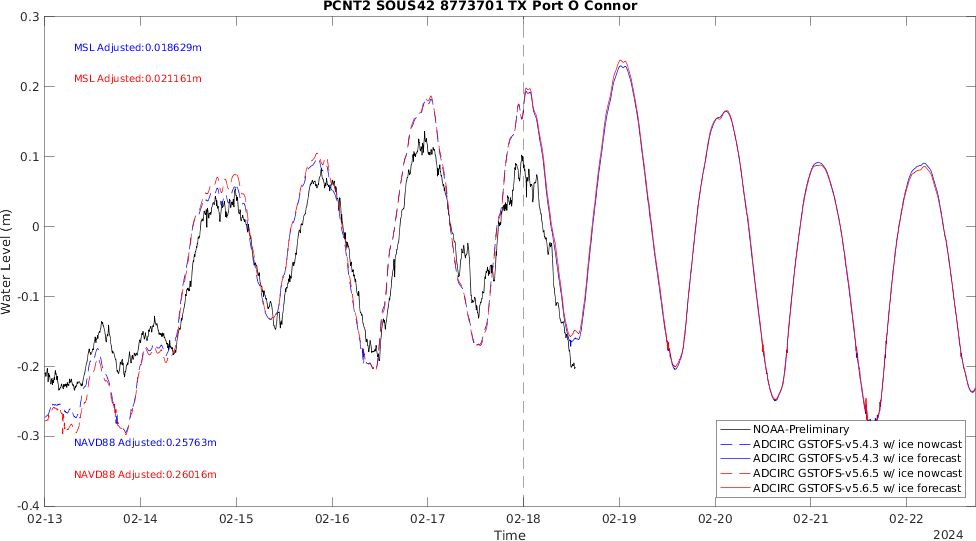 PCNT2 SOUS42 8773701 TX Port O Connor
0.3
0.2
0.1
0
-0.1
-0.2
-0.3
-0.4
Water Level (m)
MSL Adjusted:0.018629m
MSL Adjusted:0.021161m
NAVD88 Adjusted:0.25763m
NAVD88 Adjusted:0.26016m
NOAA-Preliminary
ADCIRC GSTOFS-v5.4.3 w/ ice nowcast
ADCIRC GSTOFS-v5.4.3 w/ ice forecast
ADCIRC GSTOFS-v5.6.5 w/ ice nowcast
ADCIRC GSTOFS-v5.6.5 w/ ice forecast
02-13 02-14 02-15 02-16 02-17 02-18 02-19 02-20 02-21 02-22
Time
2024